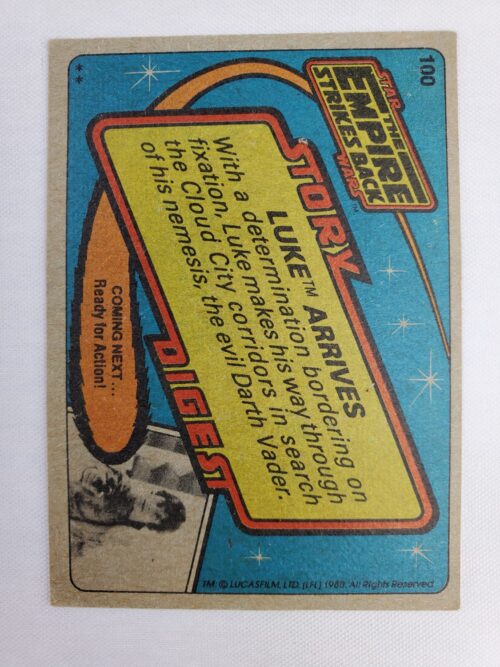 100
STAR
THE
EMPIRE
STRIKES BACK
WARS™
STORY
LUKE™ ARRIVES
With a determination bordering on
fixation, Luke makes his way through
the Cloud City corridors in search
of his nemesis, the evil Darth Vader.
DIGEST
COMING NEXT...
Ready for Action!
**
TM: © LUCASFILM, LTD. (LFL) 1980. All Rights Reserved